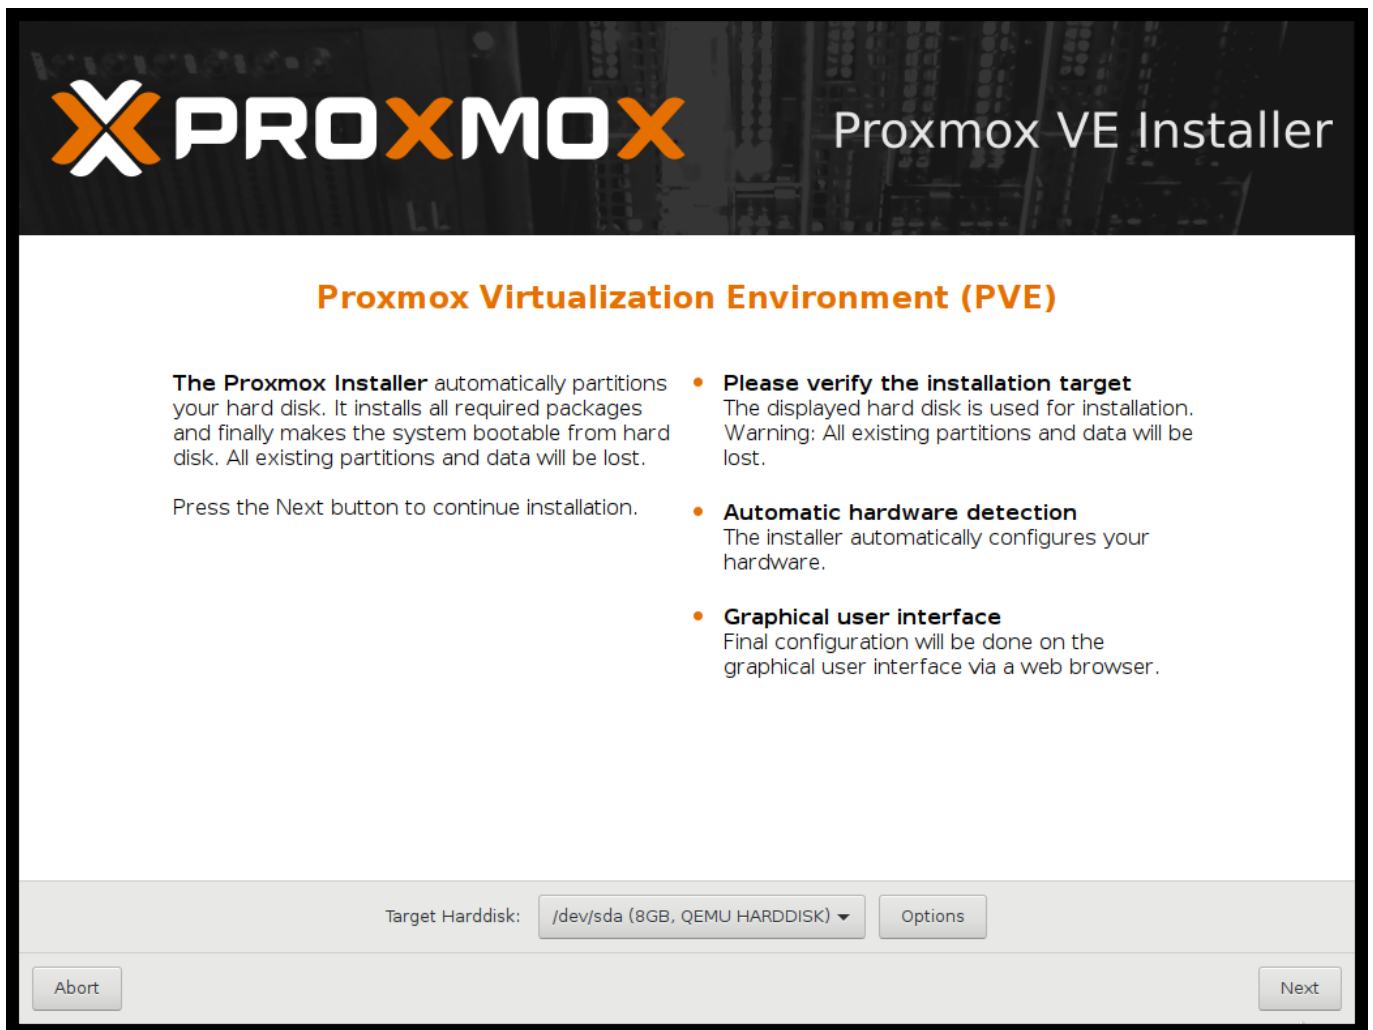 PROXMOX
Proxmox VE Installer
Proxmox Virtualization Environment (PVE)
The Proxmox Installer automatically partitions
your hard disk. It installs all required packages
and finally makes the system bootable from hard
disk. All existing partitions and data will be lost.
Press the Next button to continue installation.
Please verify the installation target
The displayed hard disk is used for installation.
Warning: All existing partitions and data will be
lost.
Automatic hardware detection
The installer automatically configures your
hardware.
Graphical user interface
Final configuration will be done on the
graphical user interface via a web browser.
Target Harddisk: /dev/sda (8GB, QEMU HARDDISK) Options
Abort Next